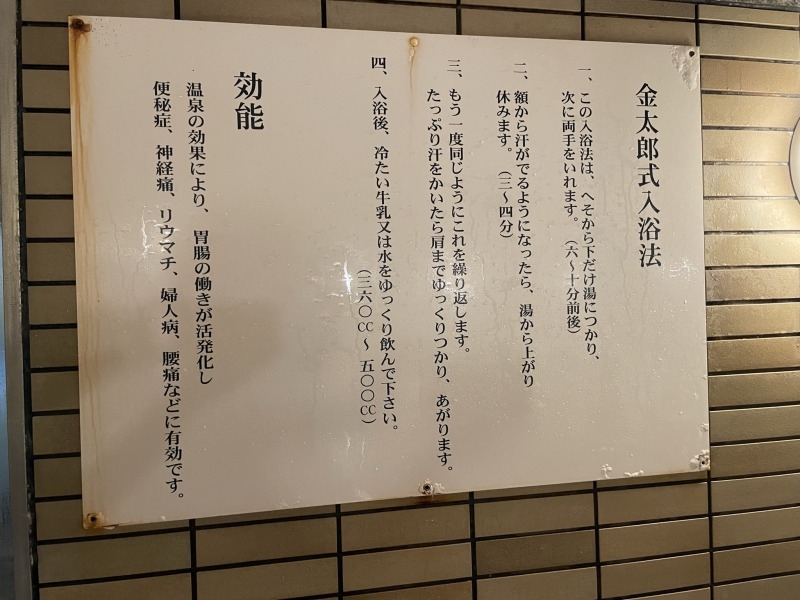 金太郎式入浴法
一、この入浴法は、へそから下だけ湯につかり、
次に両手をいれます。（六～十分前後）
二、額から汗がでるようになったら、湯から上がり
休みます。（三～四分）
三、もう一度同じようにこれを繰り返します。
たっぷり汗をかいたら肩までゆっくりつかり、あがります。
四、入浴後、冷たい牛乳又は水をゆっくり飲んで下さい。
（三六〇cc～五〇〇cc）
効能
温泉の効果により、胃腸の働きが活発化し
便秘症、神経痛、リウマチ、婦人病、腰痛などに有効です。